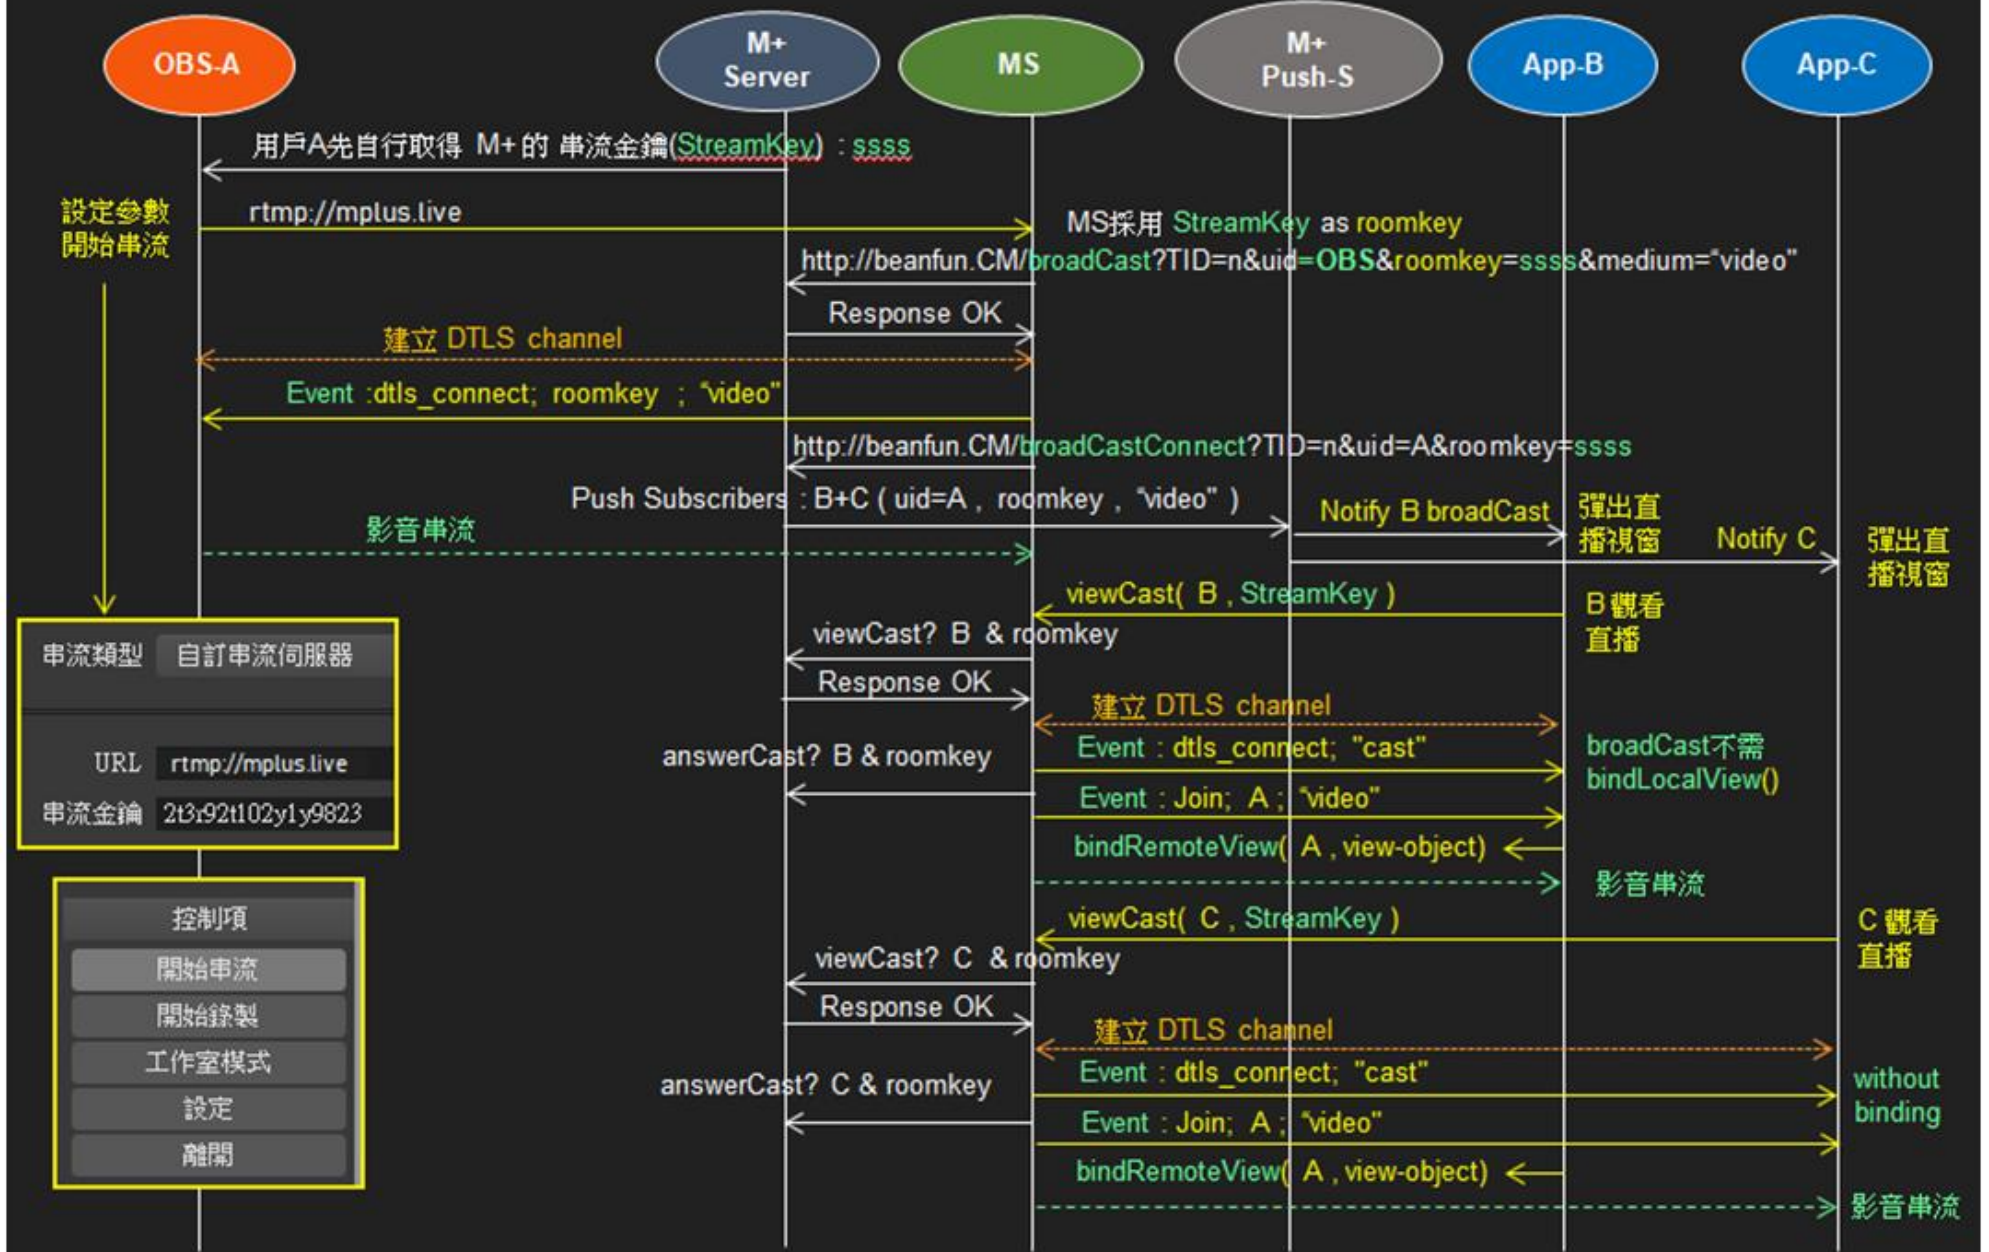 OBS-A
M+
Server
MS
M+
Push-S
App-B
App-C
用戶A先自行取得 M+的 串流金鑰(StreamKey) : ssss
設定參數
開始串流
rtmp://mplus.live
MS採用 StreamKey as roomkey
http://beanfun.CM/broadCast?TID=n&uid=OBS&roomkey=ssss&medium=“video”
Response OK
建立 DTLS channel
Event :dtls_connect; roomkey ; “video”
http://beanfun.CM/broadCastConnect?TID=n&uid=A&roomkey=ssss
Push Subscribers : B+C ( uid=A , roomkey , “video” )
Notify B broadCast
彈出直
播視窗
Notify C
彈出直
播視窗
影音串流
viewCast( B , StreamKey )
B 觀看
直播
viewCast? B & roomkey
Response OK
建立 DTLS channel
answerCast? B & roomkey
Event : dtls_connect; "cast"
broadCast不需
bindLocalView()
Event : Join; A ; “video”
bindRemoteView( A , view-object)
影音串流
串流類型 自訂串流伺服器
URL rtmp://mplus.live
串流金鑰 2t3r92t102y1y9823
控制項
開始串流
開始錄製
工作室模式
設定
離開
viewCast( C , StreamKey )
C 觀看
直播
viewCast? C & roomkey
Response OK
建立 DTLS channel
answerCast? C & roomkey
Event : dtls_connect; "cast"
without
binding
Event : Join; A ; “video”
bindRemoteView( A , view-object)
影音串流